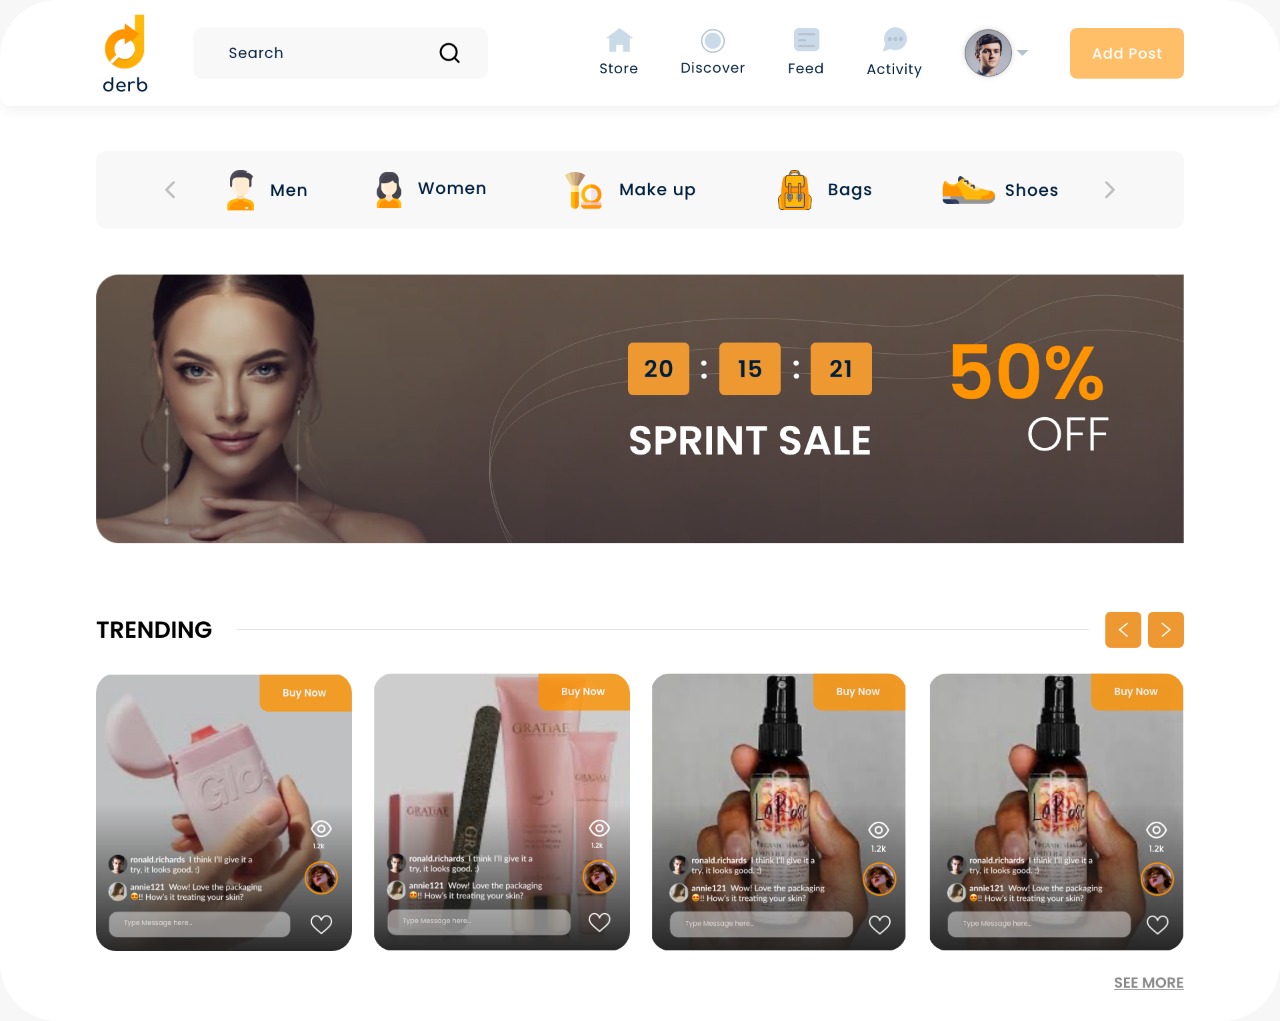 derb
Search
Store
Discover
Feed
Activity
Add Post
Men
Women
Make up
Bags
Shoes
20 : 15 : 21
SPRINT SALE
50%
OFF
TRENDING
Buy Now
Glo
1.2k
ronald.richards I think I'll give it a
try, it looks good. :)
annie121 Wow! Love the packaging
😍!! How's it treating your skin?
Type Message here...
Buy Now
GRATiAE
GRATiAE
GRATIAE
GRATIAE
1.2k
ronald.richards I think I'll give it a
try, it looks good. :)
annie121 Wow! Love the packaging
😍!! How's it treating your skin?
Type Message here...
Buy Now
LaRose
1.2k
ronald.richards I think I'll give it a
try, it looks good. :)
annie121 Wow! Love the packaging
😍!! How's it treating your skin?
Type Message here...
Buy Now
LaRose
1.2k
ronald.richards I think I'll give it a
try, it looks good. :)
annie121 Wow! Love the packaging
😍!! How's it treating your skin?
Type Message here...
SEE MORE